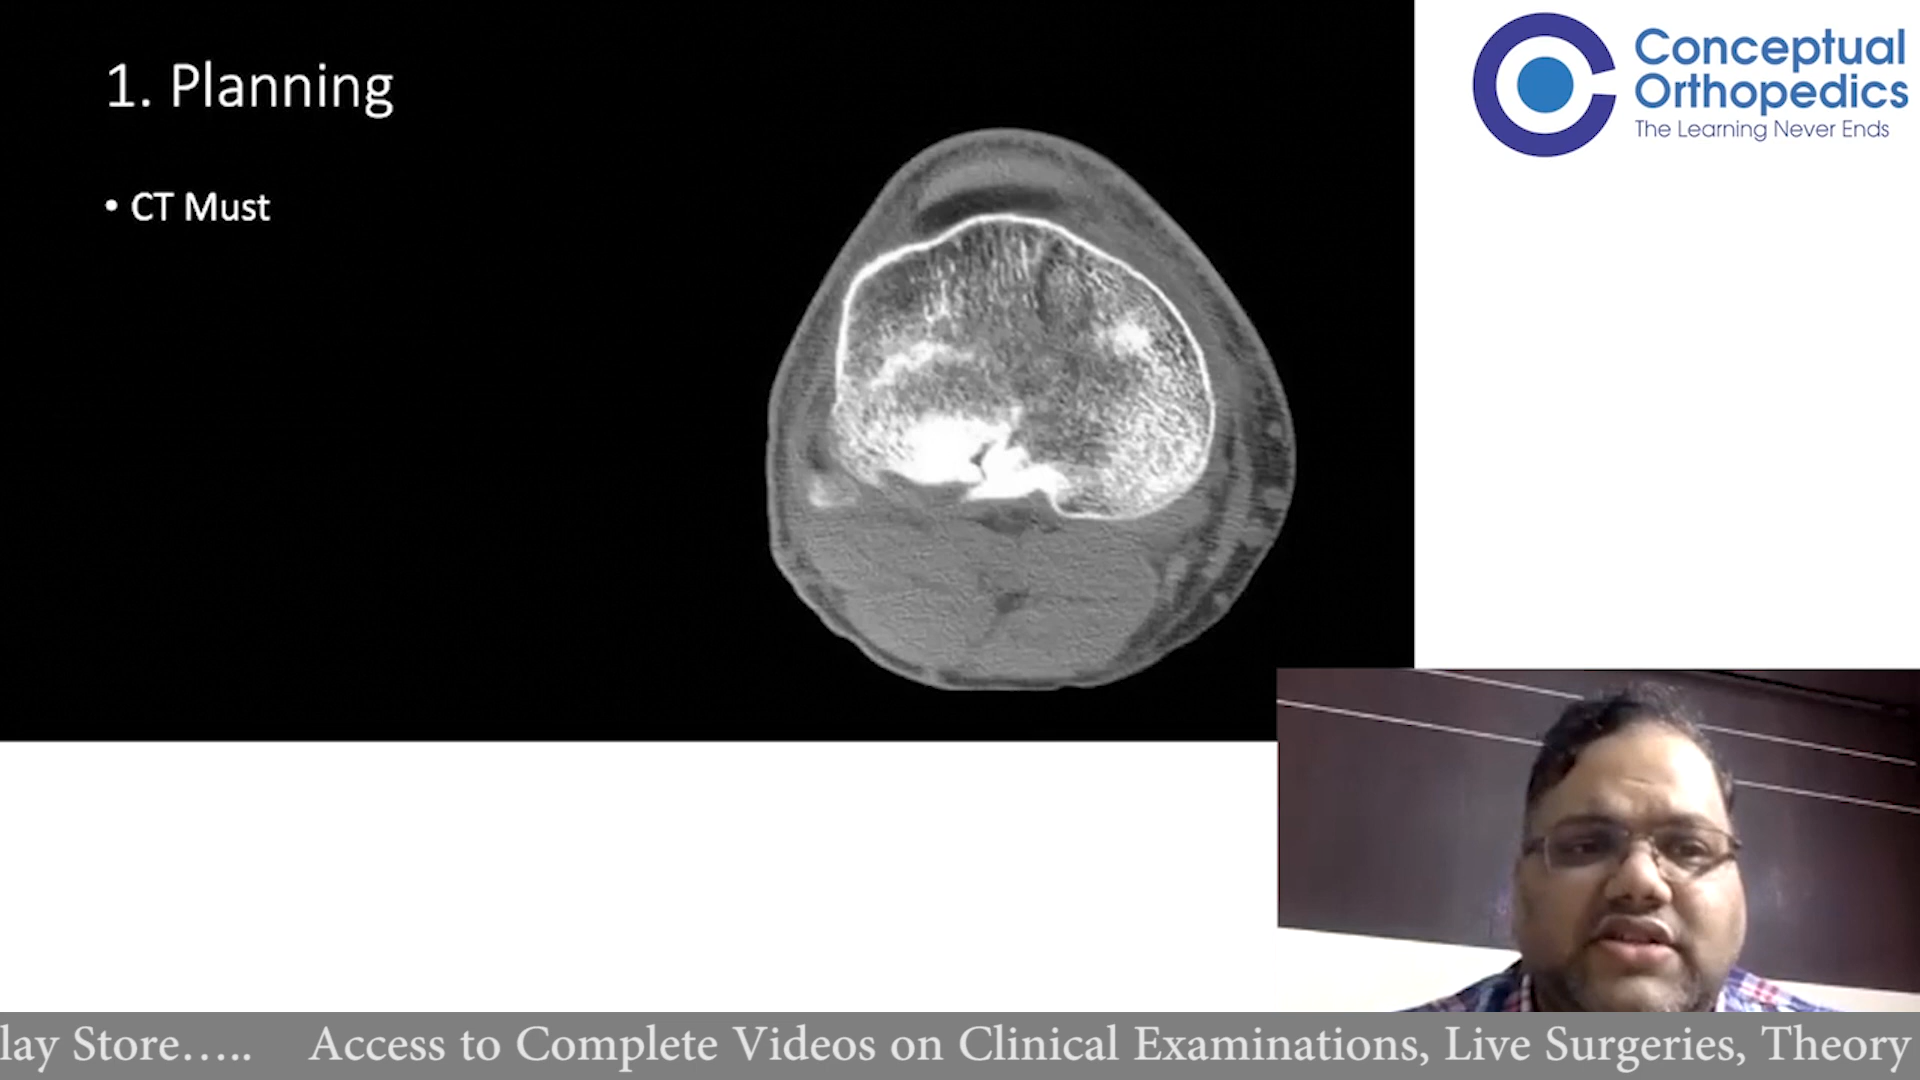 1. Planning
• CT Must
Conceptual
Orthopedics
The Learning Never Ends
lay Store..... Access to Complete Videos on Clinical Examinations, Live Surgeries, Theory